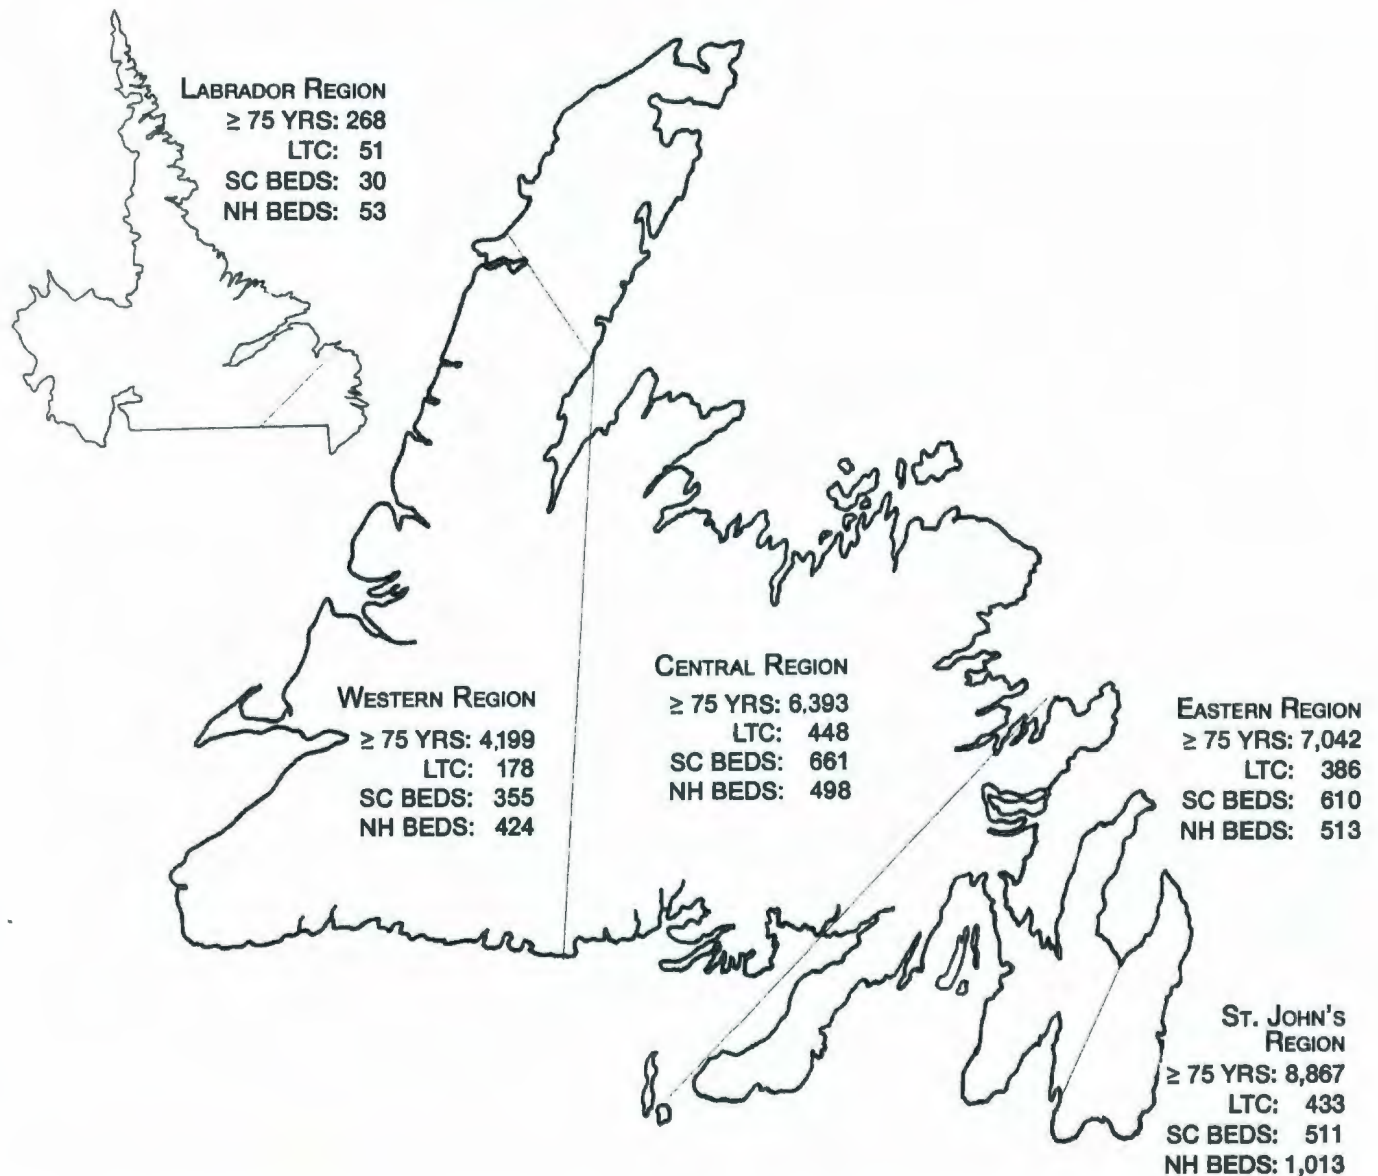 LABRADOR REGION
≥ 75 YRS: 268
LTC: 51
SC BEDS: 30
NH BEDS: 53
CENTRAL REGION
≥ 75 YRS: 6,393
LTC: 448
SC BEDS: 661
NH BEDS: 498
WESTERN REGION
≥ 75 YRS: 4,199
LTC: 178
SC BEDS: 355
NH BEDS: 424
EASTERN REGION
≥ 75 YRS: 7,042
LTC: 386
SC BEDS: 610
NH BEDS: 513
ST. JOHN'S
REGION
≥ 75 YRS: 8,867
LTC: 433
SC BEDS: 511
NH BEDS: 1,013